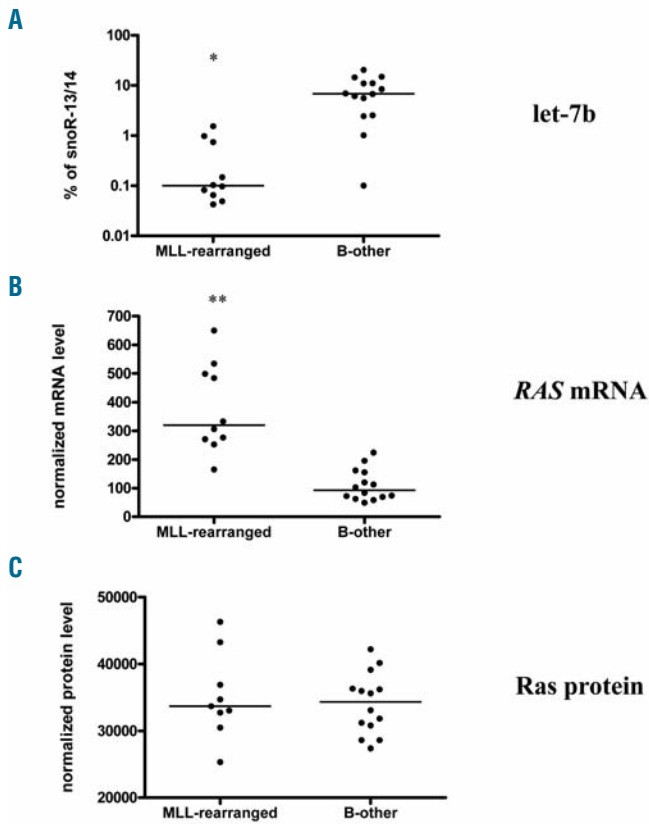 A
% of snoR-13/14
100
10
1
0.1
0.01
*
MLL-rearranged
B-other
let-7b
B
normalized mRNA level
700
600
500
400
300
200
100
0
**
MLL-rearranged
B-other
RAS mRNA
C
normalized protein level
50000
40000
30000
20000
MLL-rearranged
B-other
Ras protein